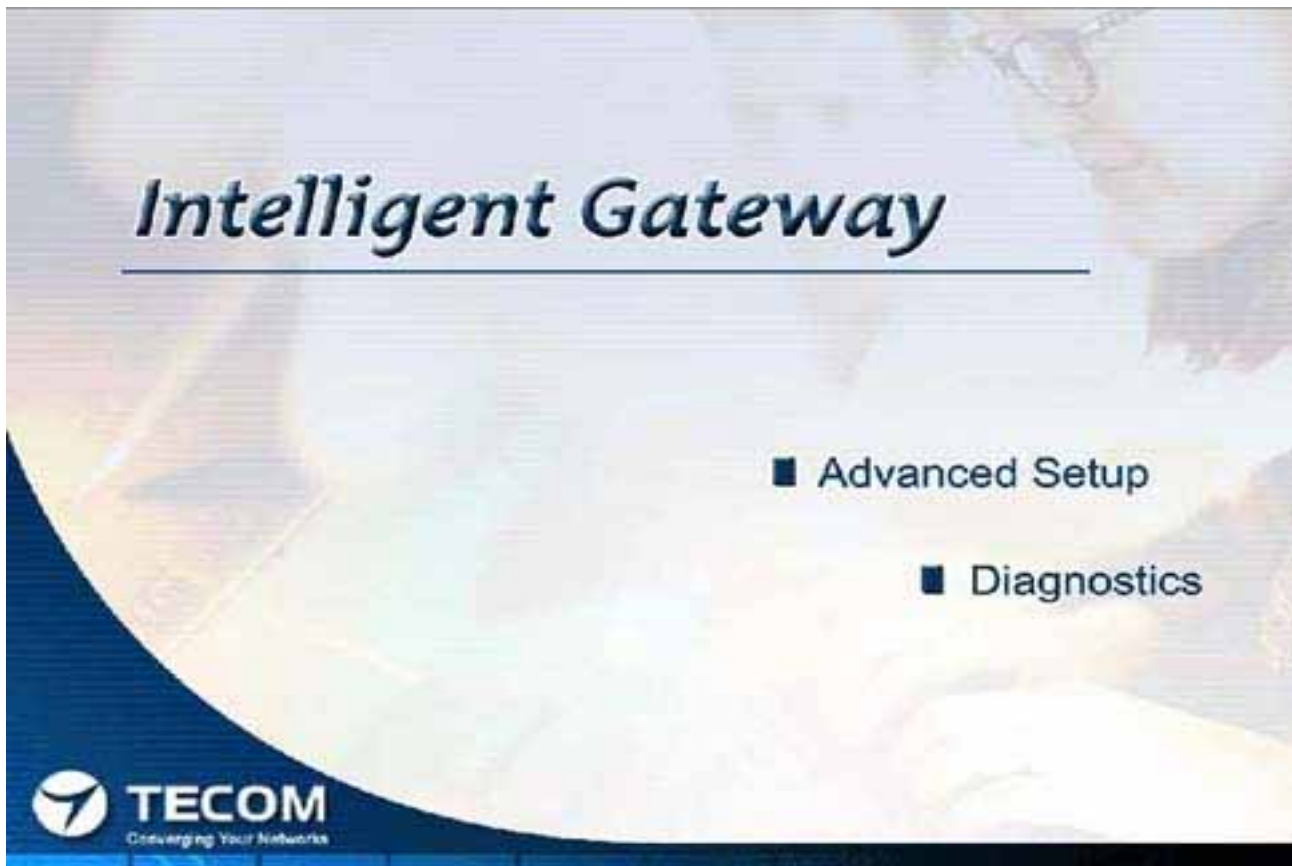 Intelligent Gateway
Advanced Setup
Diagnostics
TECOM
Converging Your Networks